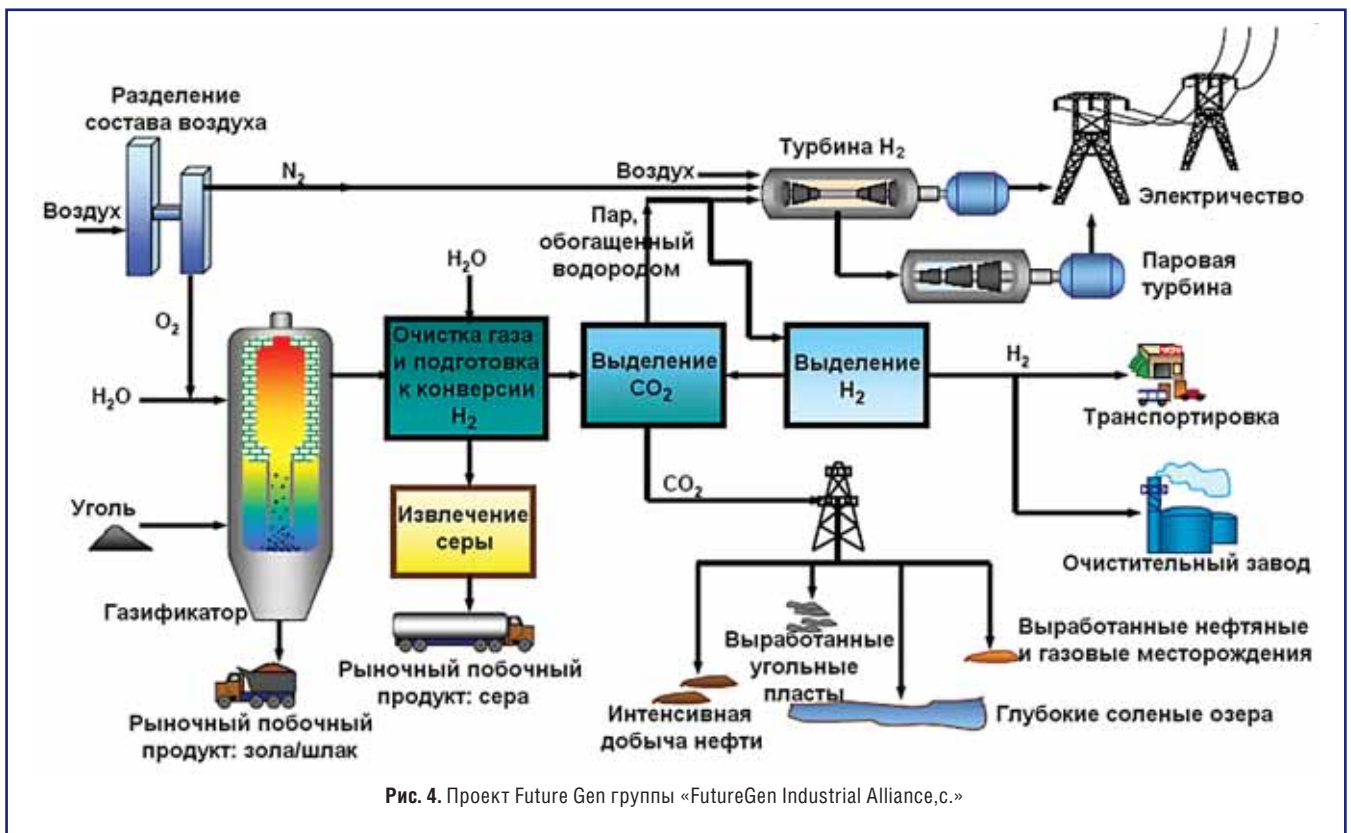 Разделение
состава воздуха
Воздух
N₂
Воздух
Турбина H₂
Электричество
Пар,
обогащенный
водородом
Паровая
турбина
O₂
H₂O
H₂O
Очистка газа
и подготовка
к конверсии
H₂
Выделение
CO₂
Выделение
H₂
H₂
Транспортировка
Уголь
Извлечение
серы
CO₂
Очистительный завод
Газификатор
Рыночный побочный
продукт: сера
Рыночный побочный
продукт: зола/шлак
Интенсивная
добыча нефти
Выработанные
угольные
пласты
Глубокие соленые озера
Выработанные нефтяные
и газовые месторождения
Рис. 4. Проект Future Gen группы «FutureGen Industrial Alliance,с.»